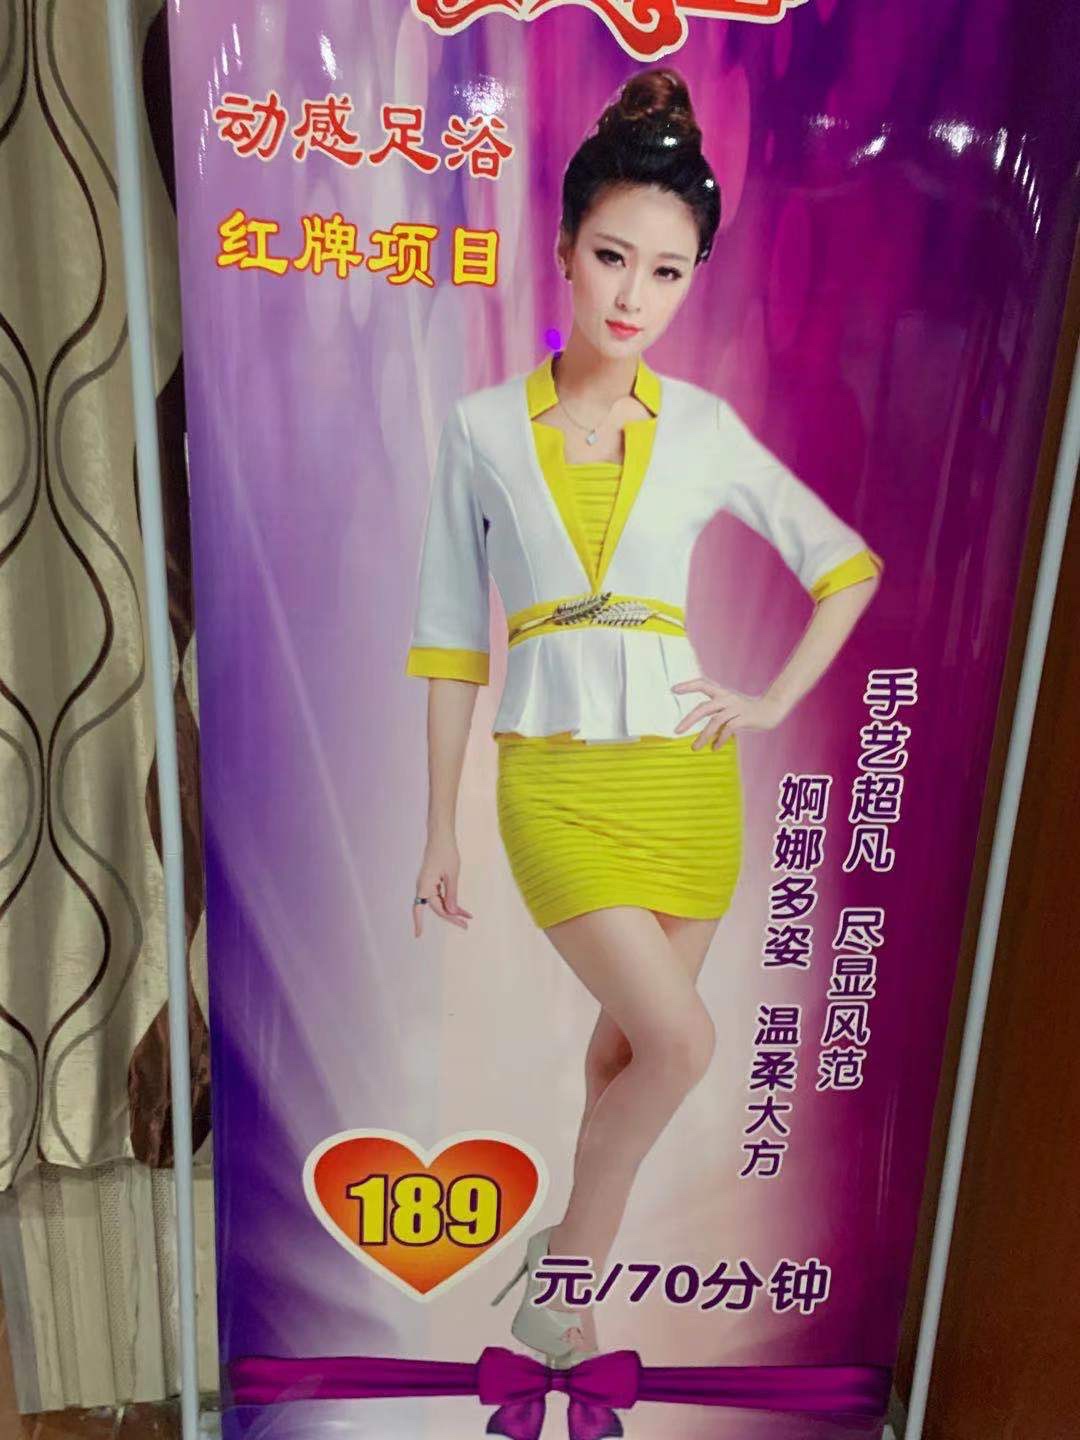 动感足浴
红牌项目
手艺超凡 尽显风范
婀娜多姿 温柔大方
189
元/70分钟